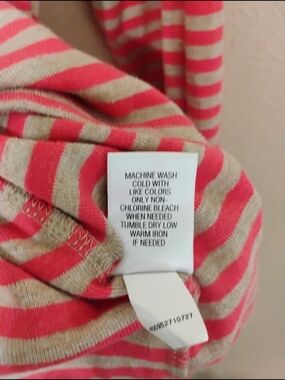 MACHINE WASH
COLD WITH
LIKE COLORS
ONLY NON-
CHLORINE BLEACH
WHEN NEEDED
TUMBLE DRY LOW
WARM IRON
IF NEEDED